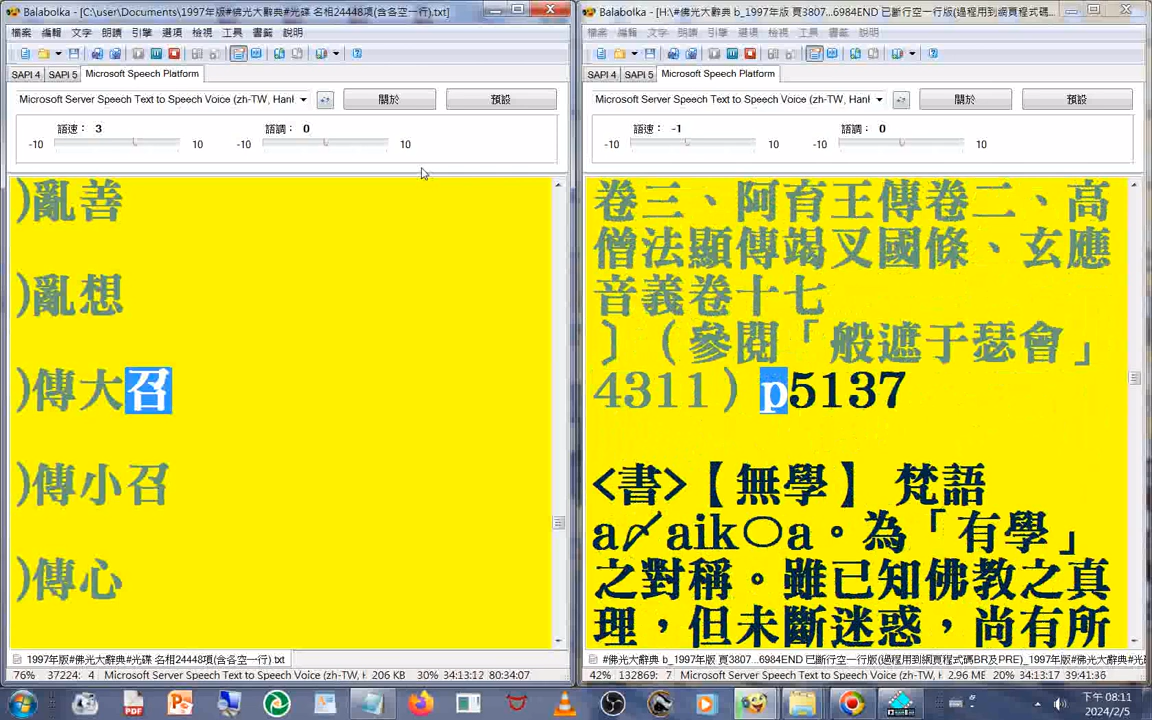 Balabolka - [C:\user\Documents\1997年版#佛光大辭典#光碟 名相24448項(含各空一行).txt]
檔案 編輯 文字 朗讀 引擎 選項 檢視 工具 書籤 說明
SAPI 4 SAPI 5 Microsoft Speech Platform
Microsoft Server Speech Text to Speech Voice (zh-TW, Han 關於 預設
語速： 3 語調： 0
-10 10 -10 10
)亂善
)亂想
)傳大召
)傳小召
)傳心
1997年版#佛光大辭典#光碟 名相24448項(含各空一行).txt
76% 37224: 4 Microsoft Server Speech Text to Speech Voice (zh-TW, H 206 KB 30% 34:13:12 80:34:07
Balabolka - [H:\#佛光大辭典 b_1997年版 頁3807...6984END 已斷行空一行版(過程用到網頁程式碼
檔案 編輯 文字 朗讀 引擎 選項 檢視 工具 書籤 說明
SAPI 4 SAPI 5 Microsoft Speech Platform
Microsoft Server Speech Text to Speech Voice (zh-TW, Han 關於 預設
語速： -1 語調： 0
-10 10 -10 10
卷三、阿育王傳卷二、高
僧法顯傳竭叉國條、玄應
音義卷十七
〕（參閱「般遮于瑟會」
4311）p5137
<書>【無學】 梵語
a〆aik○a。為「有學」
之對稱。雖已知佛教之真
理，但未斷迷惑，尚有所
#佛光大辭典 b_1997年版 頁3807...6984END 已斷行空一行版(過程用到網頁程式碼BR及PRE)_1997年版#光
42% 132869: 7 Microsoft Server Speech Text to Speech Voice (zh-TW, H 2.96 MB 20% 34:13:17 39:41:36
PDF
下午 08:11
2024/2/5